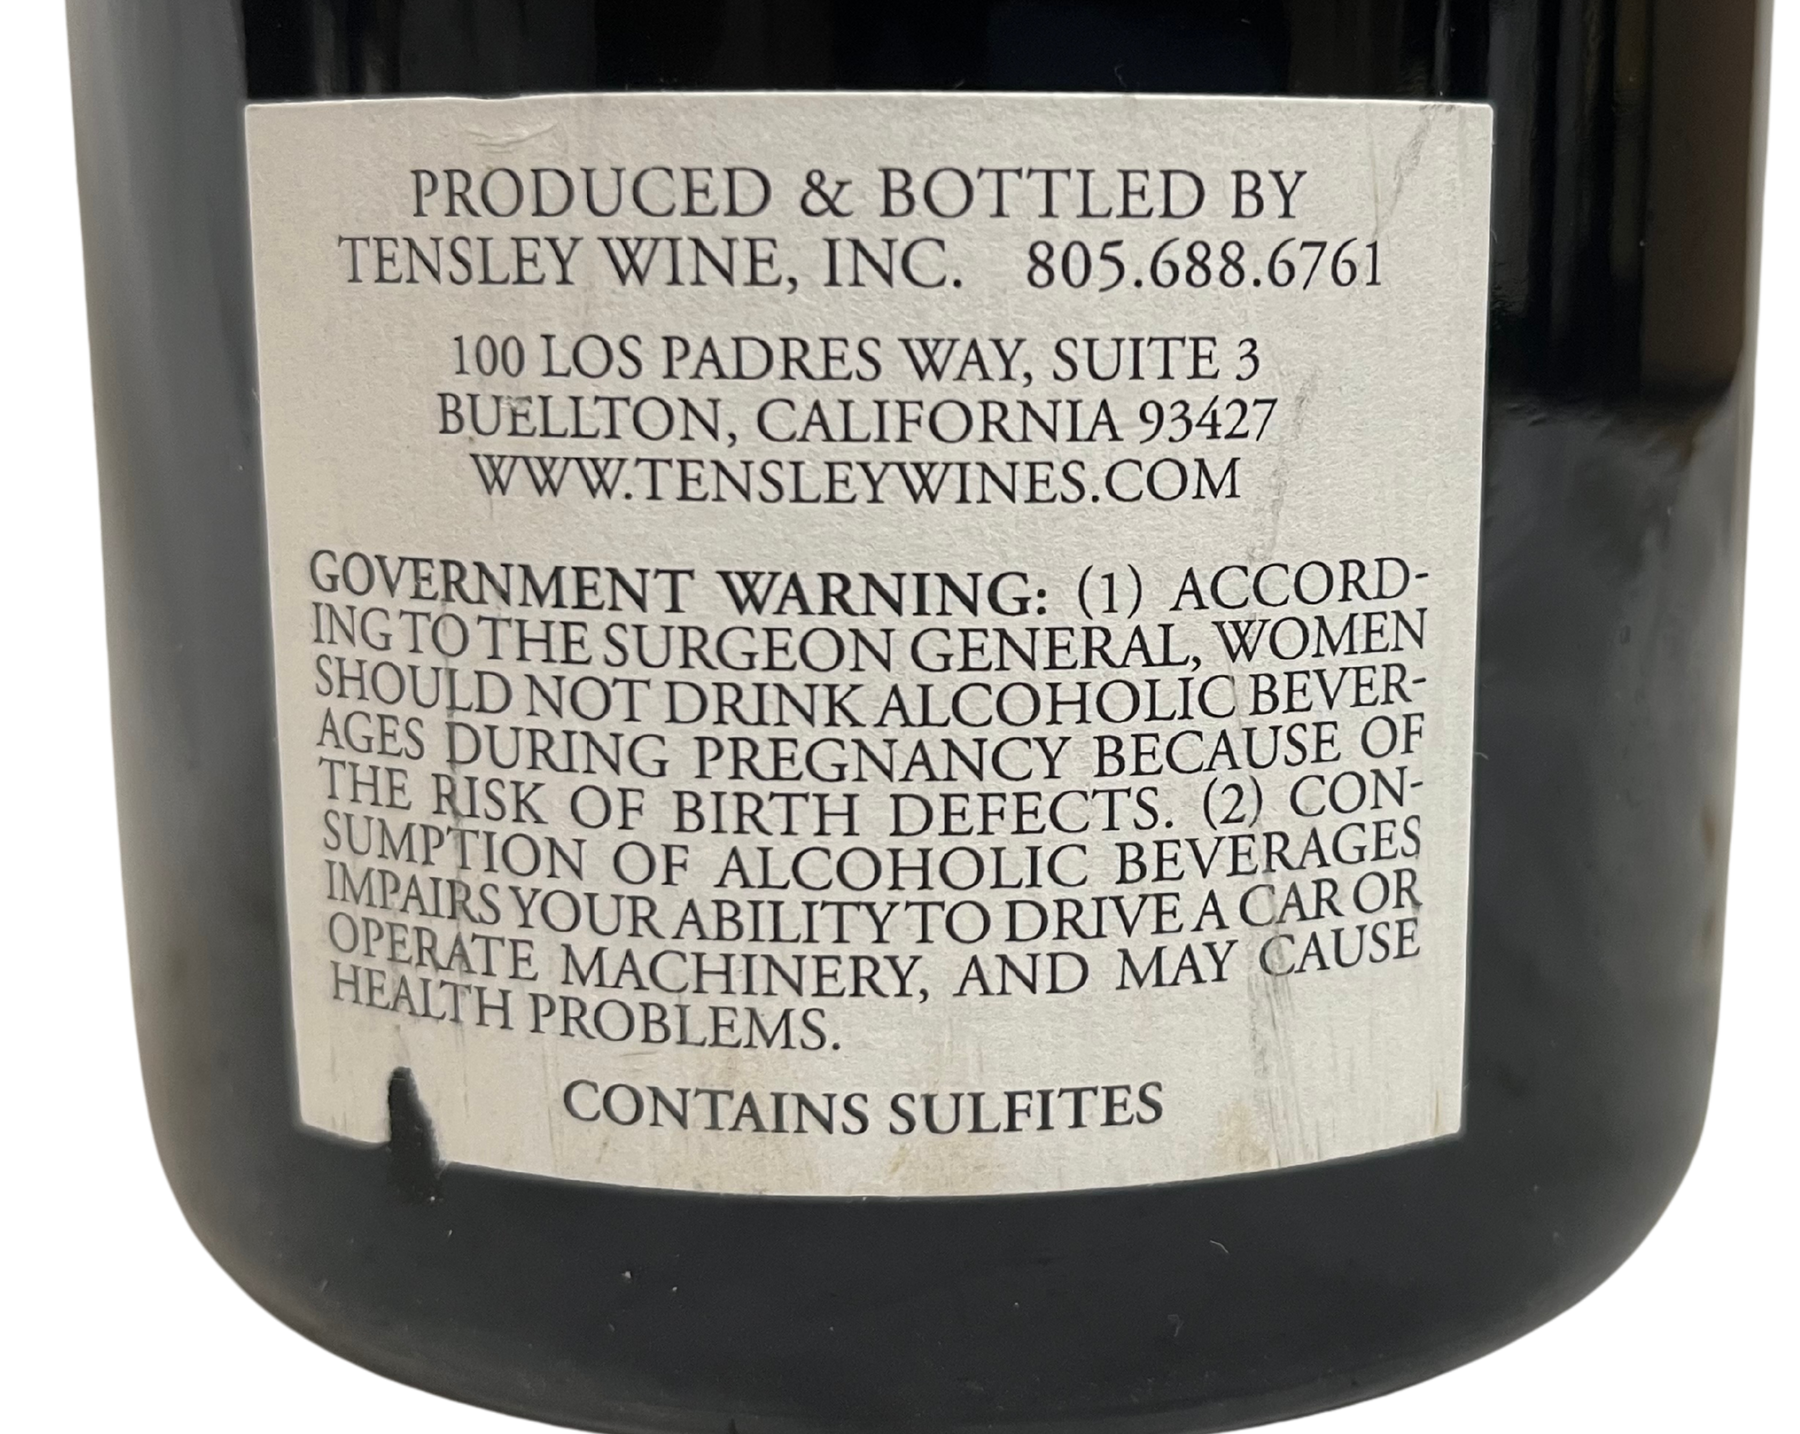 PRODUCED & BOTTLED BY
TENSLEY WINE, INC. 805.688.6761
100 LOS PADRES WAY, SUITE 3
BUELLTON, CALIFORNIA 93427
WWW.TENSLEYWINES.COM
GOVERNMENT WARNING: (1) ACCORD-
ING TO THE SURGEON GENERAL, WOMEN
SHOULD NOT DRINK ALCOHOLIC BEVER-
AGES DURING PREGNANCY BECAUSE OF
THE RISK OF BIRTH DEFECTS. (2) CON-
SUMPTION OF ALCOHOLIC BEVERAGES
IMPAIRS YOUR ABILITY TO DRIVE A CAR OR
OPERATE MACHINERY, AND MAY CAUSE
HEALTH PROBLEMS.
CONTAINS SULFITES